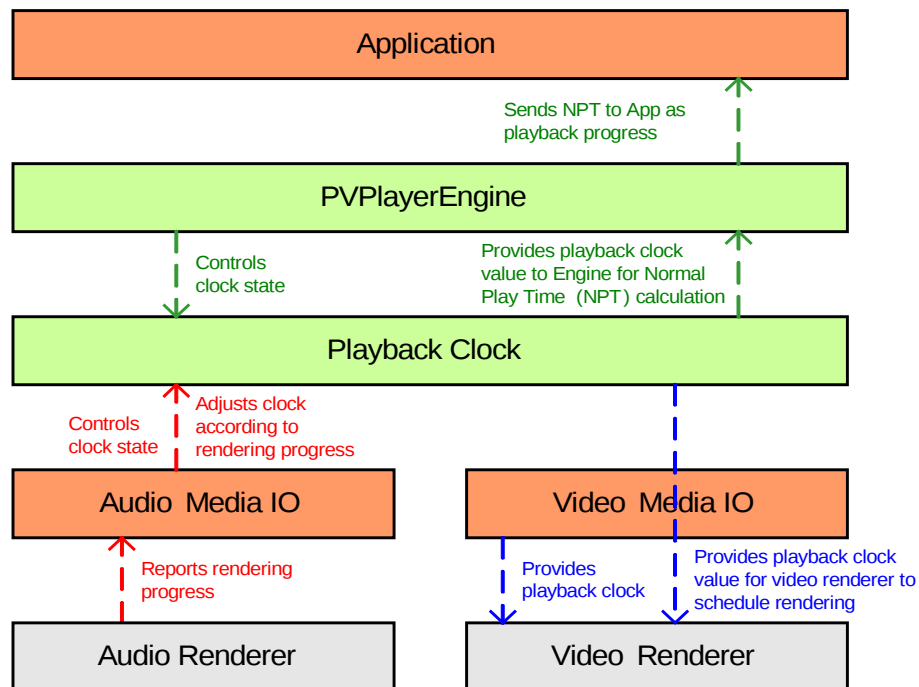 Application
Sends NPT to App as
playback progress
PVPlayerEngine
Controls
clock state
Provides playback clock
value to Engine for Normal
Play Time (NPT) calculation
Playback Clock
Controls
clock state
Adjusts clock
according to
rendering progress
Audio Media IO
Video Media IO
Reports rendering
progress
Provides
playback clock
Provides playback clock
value for video renderer to
schedule rendering
Audio Renderer
Video Renderer